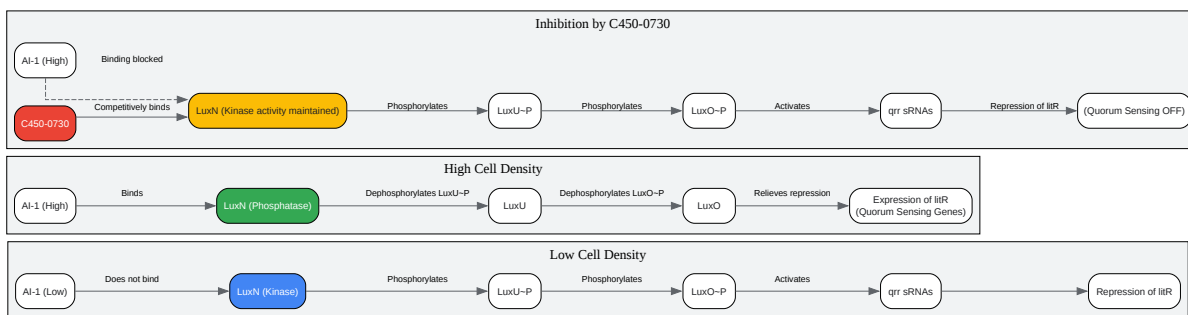 Inhibition by C450-0730
AI-1 (High)
Binding blocked
C450-0730
Competitively binds
LuxN (Kinase activity maintained)
Phosphorylates
LuxU~P
Phosphorylates
LuxO~P
Activates
qrr sRNAs
Repression of litR
(Quorum Sensing OFF)
High Cell Density
AI-1 (High)
Binds
LuxN (Phosphatase)
Dephosphorylates LuxU~P
LuxU
Dephosphorylates LuxO~P
LuxO
Relieves repression
Expression of litR
(Quorum Sensing Genes)
Low Cell Density
AI-1 (Low)
Does not bind
LuxN (Kinase)
Phosphorylates
LuxU~P
Phosphorylates
LuxO~P
Activates
qrr sRNAs
Repression of litR